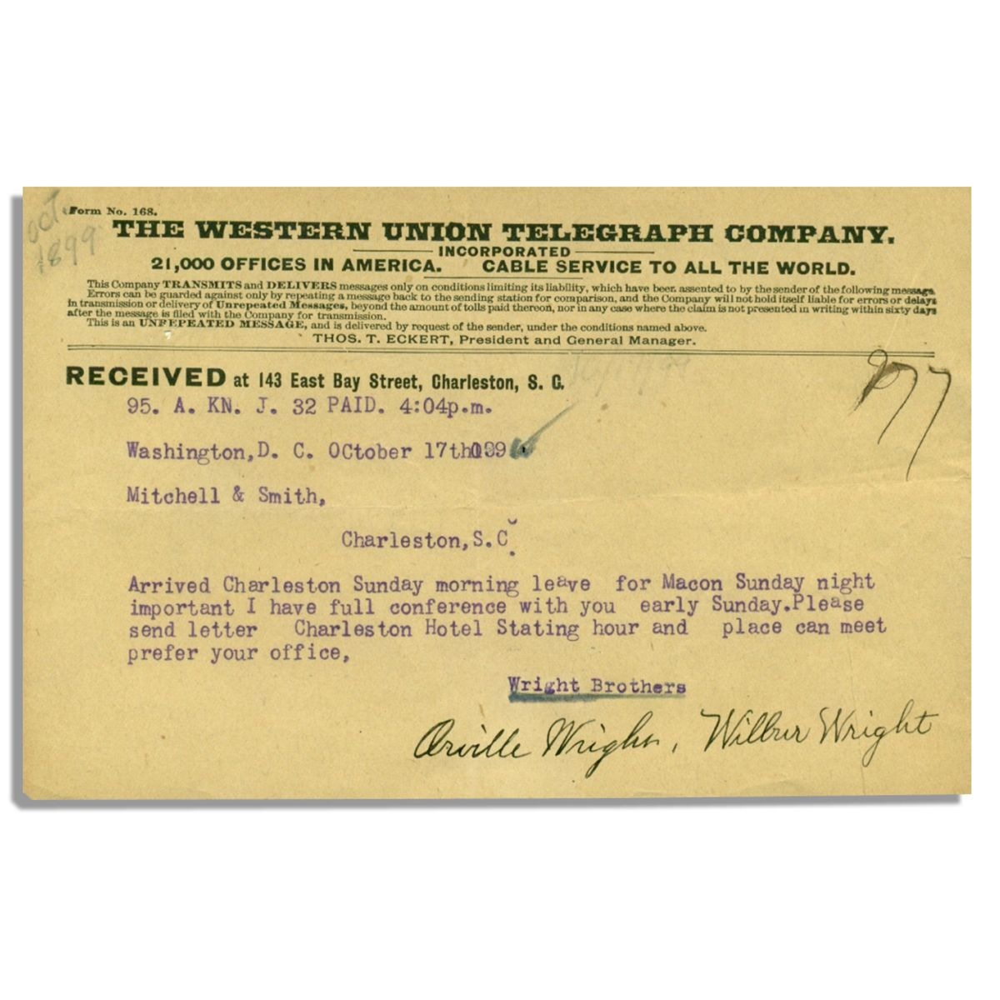 Oct.
1899
Form No. 168.
THE WESTERN UNION TELEGRAPH COMPANY.
INCORPORATED
21,000 OFFICES IN AMERICA. CABLE SERVICE TO ALL THE WORLD.
This Company TRANSMITS and DELIVERS messages only on conditions limiting its liability, which have been assented to by the sender of the following message.
Errors can be guarded against only by repeating a message back to the sending station for comparison, and the Company will not hold itself liable for errors or delays
in transmission or delivery of Unrepeated Messages, beyond the amount of tolls paid thereon, nor in any case where the claim is not presented in writing within sixty days
after the message is filed with the Company for transmission.
This is an UNREPEATED MESSAGE, and is delivered by request of the sender, under the conditions named above.
THOS. T. ECKERT, President and General Manager.
RECEIVED at 143 East Bay Street, Charleston, S. C.
95. A. KN. J. 32 PAID. 4:04p.m.
Washington,D. C. OCtober 17th
Mitchell & Smith,
Charleston,S.C.
Arrived Charleston Sunday morning leave for Macon Sunday night
important I have full conference with you early Sunday.Please
send letter Charleston Hotel Stating hour and place can meet
prefer your office,
Wright Brothers
Orville Wright, Wilbur Wright